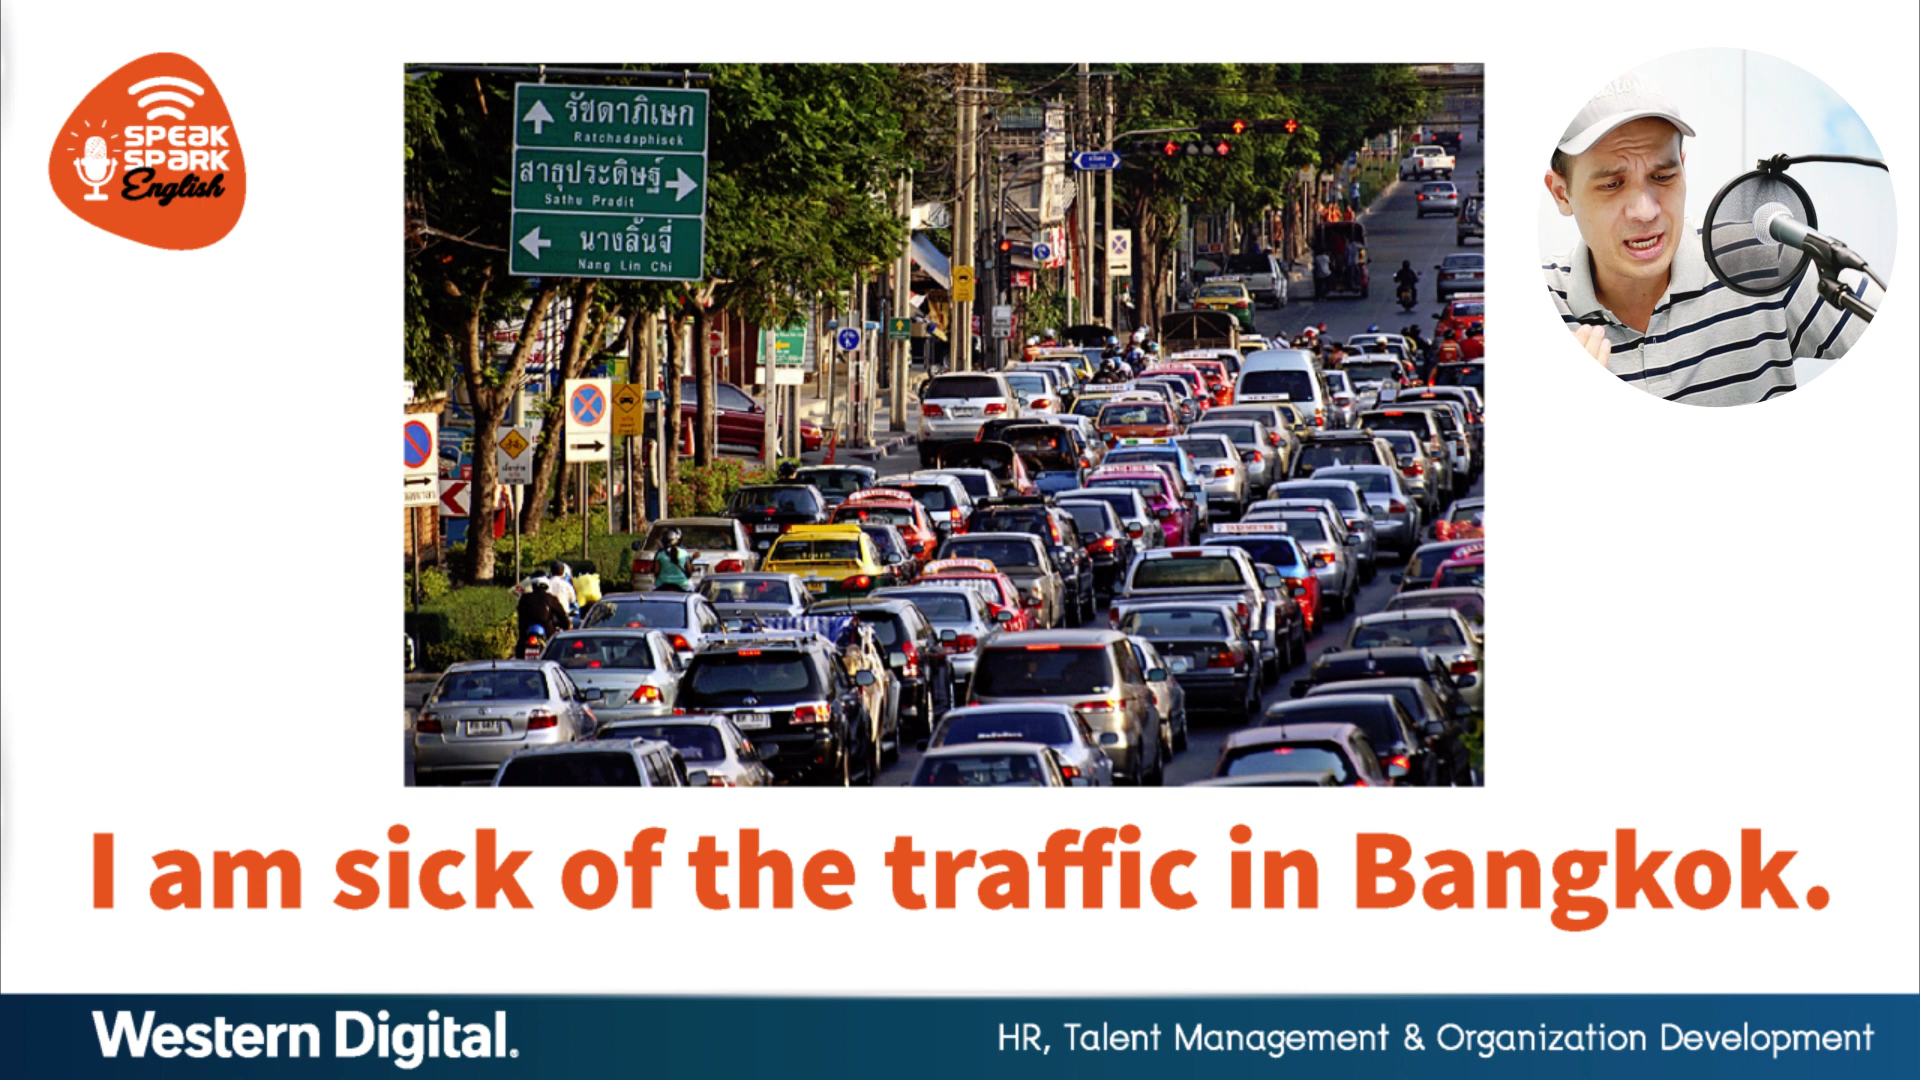 SPEAK
SPARK
English
รัชดาภิเษก
Ratchadaphisek
สาธุประดิษฐ์
Sathu Pradit
นางลิ้นจี่
Nang Lin Chi
I am sick of the traffic in Bangkok.
Western Digital.
HR, Talent Management & Organization Development